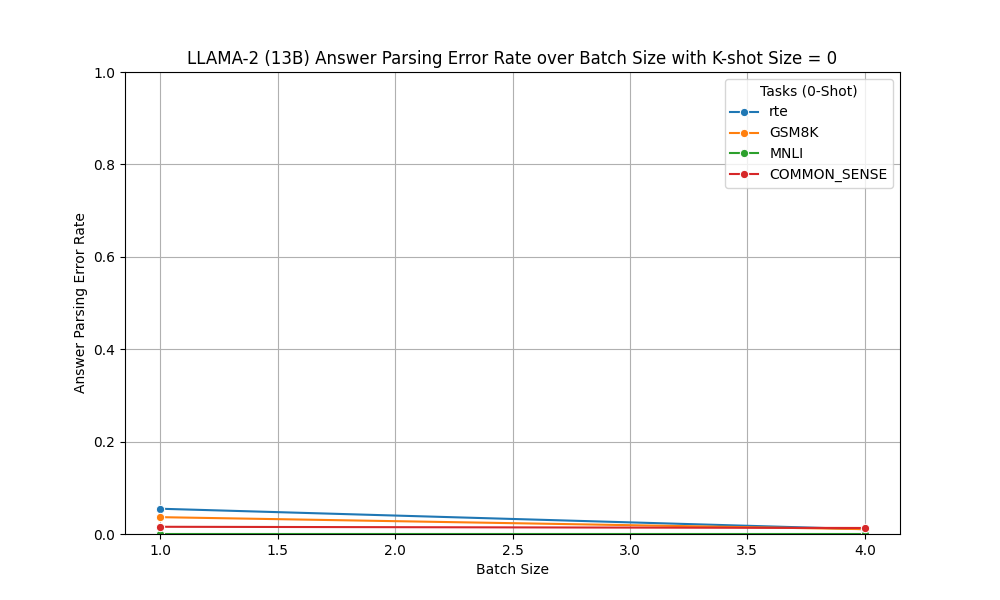 LLAMA-2 (13B) Answer Parsing Error Rate over Batch Size with K-shot Size = 0
Tasks (0-Shot)
rte
GSM8K
MNLI
COMMON_SENSE
Answer Parsing Error Rate
1.0
0.8
0.6
0.4
0.2
0.0
1.0 1.5 2.0 2.5 3.0 3.5 4.0
Batch Size